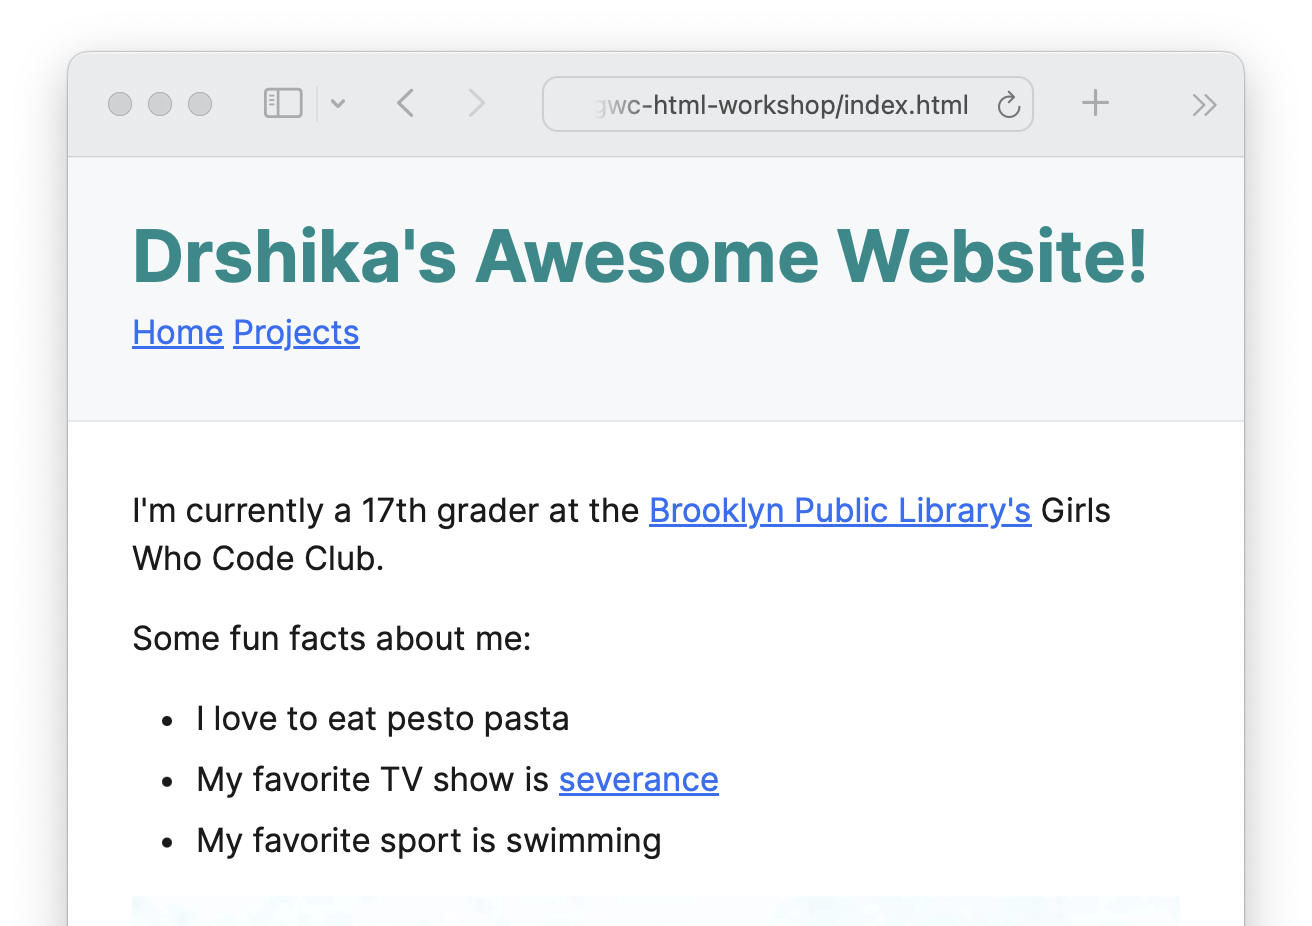 gwc-html-workshop/index.html
Drshika's Awesome Website!
Home Projects
I'm currently a 17th grader at the Brooklyn Public Library's Girls
Who Code Club.
Some fun facts about me:
• I love to eat pesto pasta
• My favorite TV show is severance
• My favorite sport is swimming